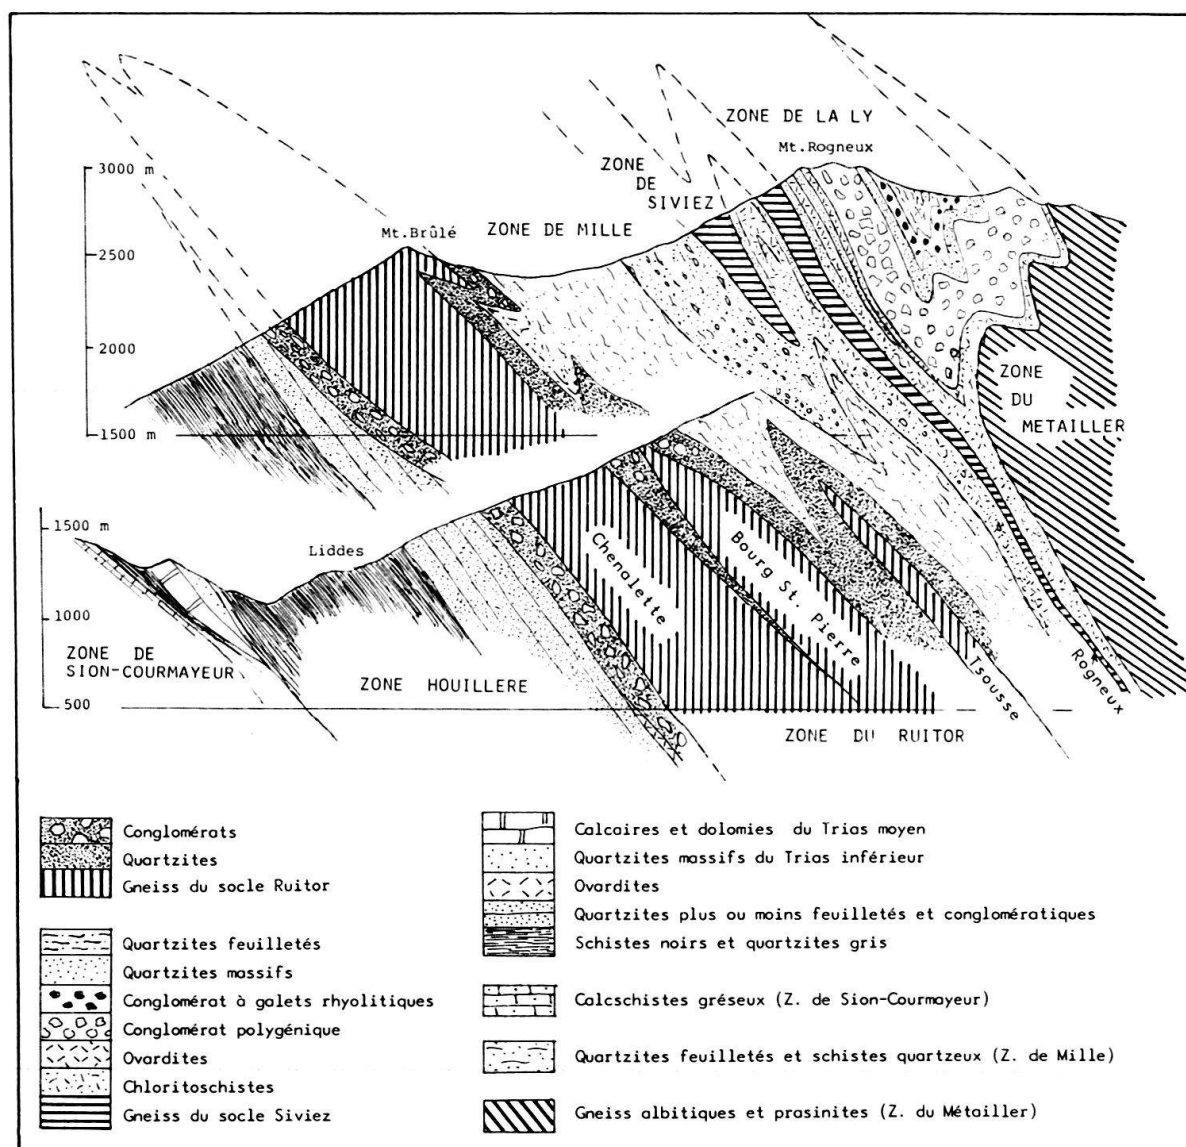 ZONE DE LA LY
Mt.Rogneux
ZONE
DE
SIVIEZ
3000 m
Mt.Brûlé
ZONE DE MILLE
2500
2000
1500 m
ZONE
DU
METAILLER
1500 m
Liddes
1000
500
ZONE DE
SION-COURMAYEUR
ZONE HOUILLERE
Chenalette
Bourg St. Pierre
Tsousse
Rogneux
ZONE DU RUITOR
Conglomérats
Quartzites
Gneiss du socle Ruitor
Quartzites feuilletés
Quartzites massifs
Conglomérat à galets rhyolitiques
Conglomérat polygénique
Ovardites
Chloritoschistes
Gneiss du socle Siviez
Calcaires et dolomies du Trias moyen
Quartzites massifs du Trias inférieur
Ovardites
Quartzites plus ou moins feuilletés et conglomératiques
Schistes noirs et quartzites gris
Calcschistes gréseux (Z. de Sion-Courmayeur)
Quartzites feuilletés et schistes quartzeux (Z. de Mille)
Gneiss albitiques et prasinites (Z. du Métailler)